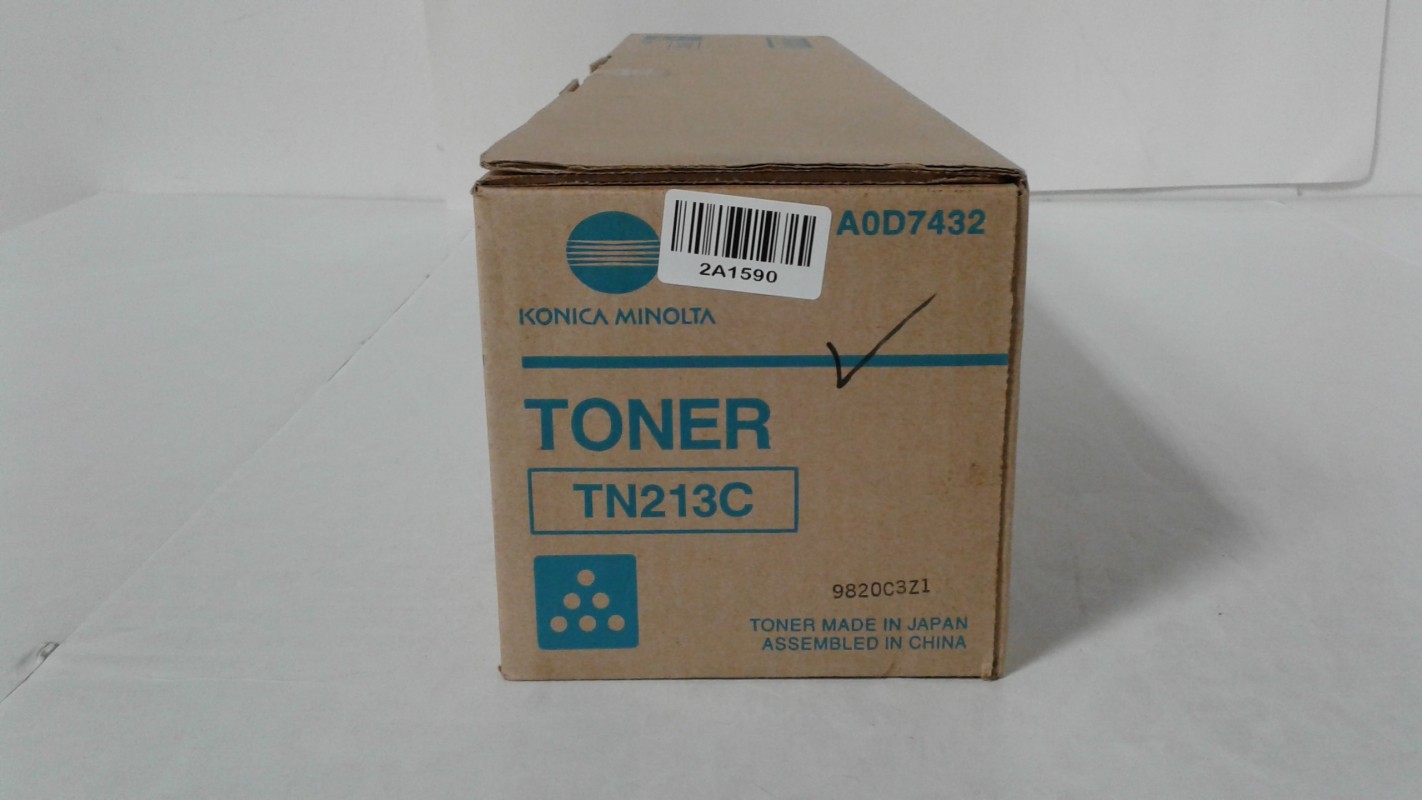 A0D7432
2A1590
KONICA MINOLTA
TONER
TN213C
9820C3Z1
TONER MADE IN JAPAN
ASSEMBLED IN CHINA